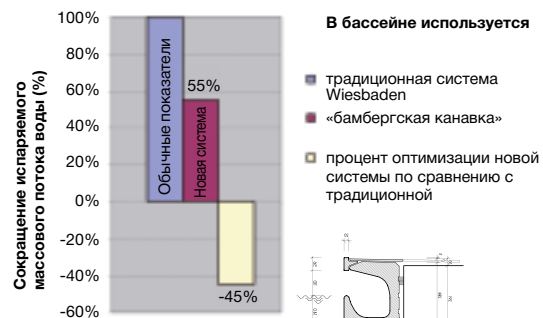 100%
80%
60%
40%
20%
0%
-20%
-40%
-60%
Сокращение испаряемого
массового потока воды (%)
Обычные показатели
55%
Новая система
-45%
В бассейне используется
традиционная система
Wiesbaden
«бамбергская канавка»
процент оптимизации новой
системы по сравнению с
традиционной